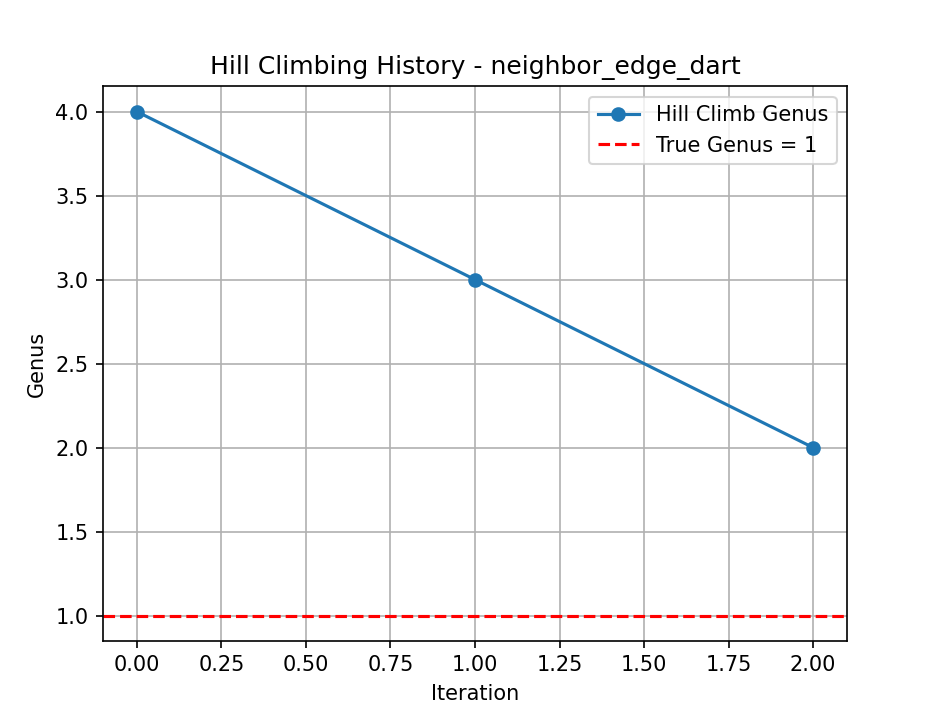 Hill Climbing History - neighbor_edge_dart
Hill Climb Genus
True Genus = 1
4.0
3.5
3.0
2.5
2.0
1.5
1.0
Genus
0.00 0.25 0.50 0.75 1.00 1.25 1.50 1.75 2.00
Iteration